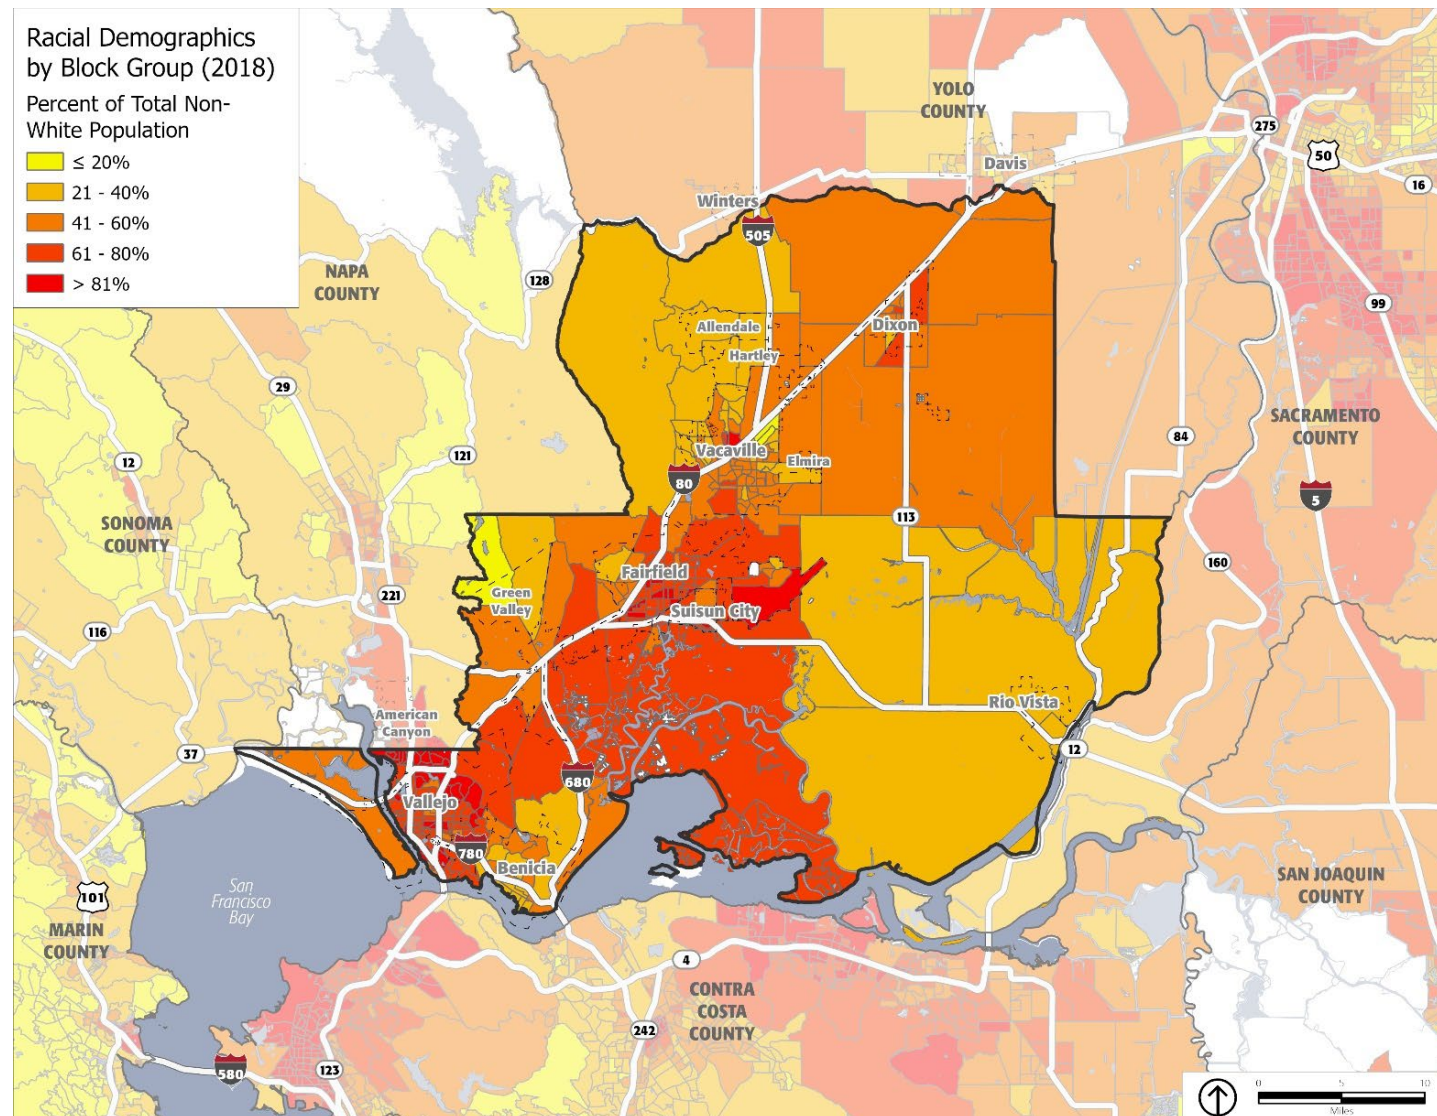 Racial Demographics
by Block Group (2018)
Percent of Total Non-
White Population
≤ 20%
21 - 40%
41 - 60%
61 - 80%
> 81%
YOLO
COUNTY
275
50
Davis
16
Winters
505
NAPA
COUNTY
128
99
Allendale
Dixon
Hartley
29
SACRAMENTO
COUNTY
84
12
121
Vacaville
Elmira
80
5
SONOMA
COUNTY
113
160
Fairfield
Green
Valley
221
Suisun City
116
American
Canyon
Rio Vista
37
12
680
Vallejo
780
Benicia
San
Francisco
Bay
101
MARIN
COUNTY
SAN JOAQUIN
COUNTY
4
CONTRA
COSTA
COUNTY
242
580
123
0 5 10
Miles